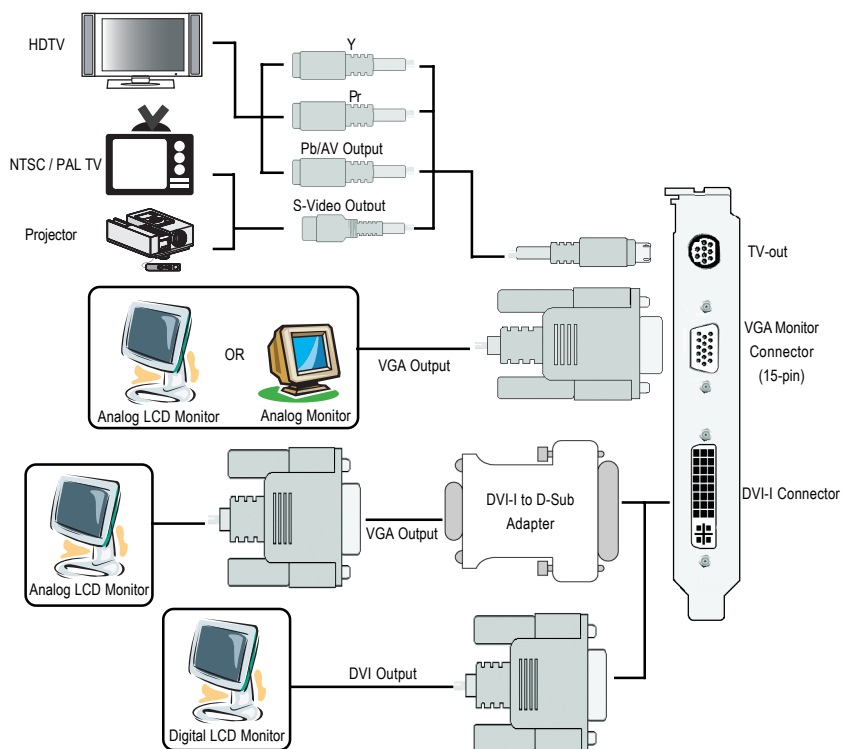 HDTV
Y
Pr
Pb/AV Output
NTSC / PAL TV
S-Video Output
Projector
TV-out
VGA Monitor
Connector
(15-pin)
OR
VGA Output
Analog LCD Monitor
Analog Monitor
DVI-I to D-Sub
Adapter
DVI-I Connector
VGA Output
Analog LCD Monitor
DVI Output
Digital LCD Monitor